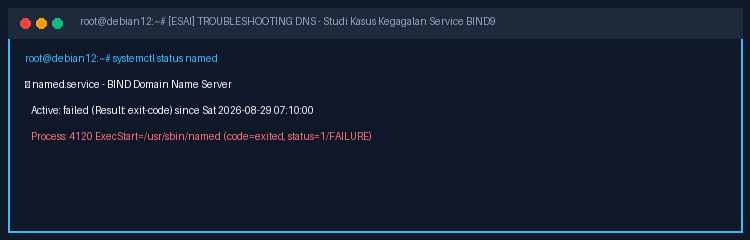 root@debian12:~# [ESAI] TROUBLESHOOTING DNS - Studi Kasus Kegagalan Service BIND9
root@debian12:~# systemctl status named
named.service - BIND Domain Name Server
Active: failed (Result: exit-code) since Sat 2026-08-29 07:10:00
Process: 4120 ExecStart=/usr/sbin/named (code=exited, status=1/FAILURE)